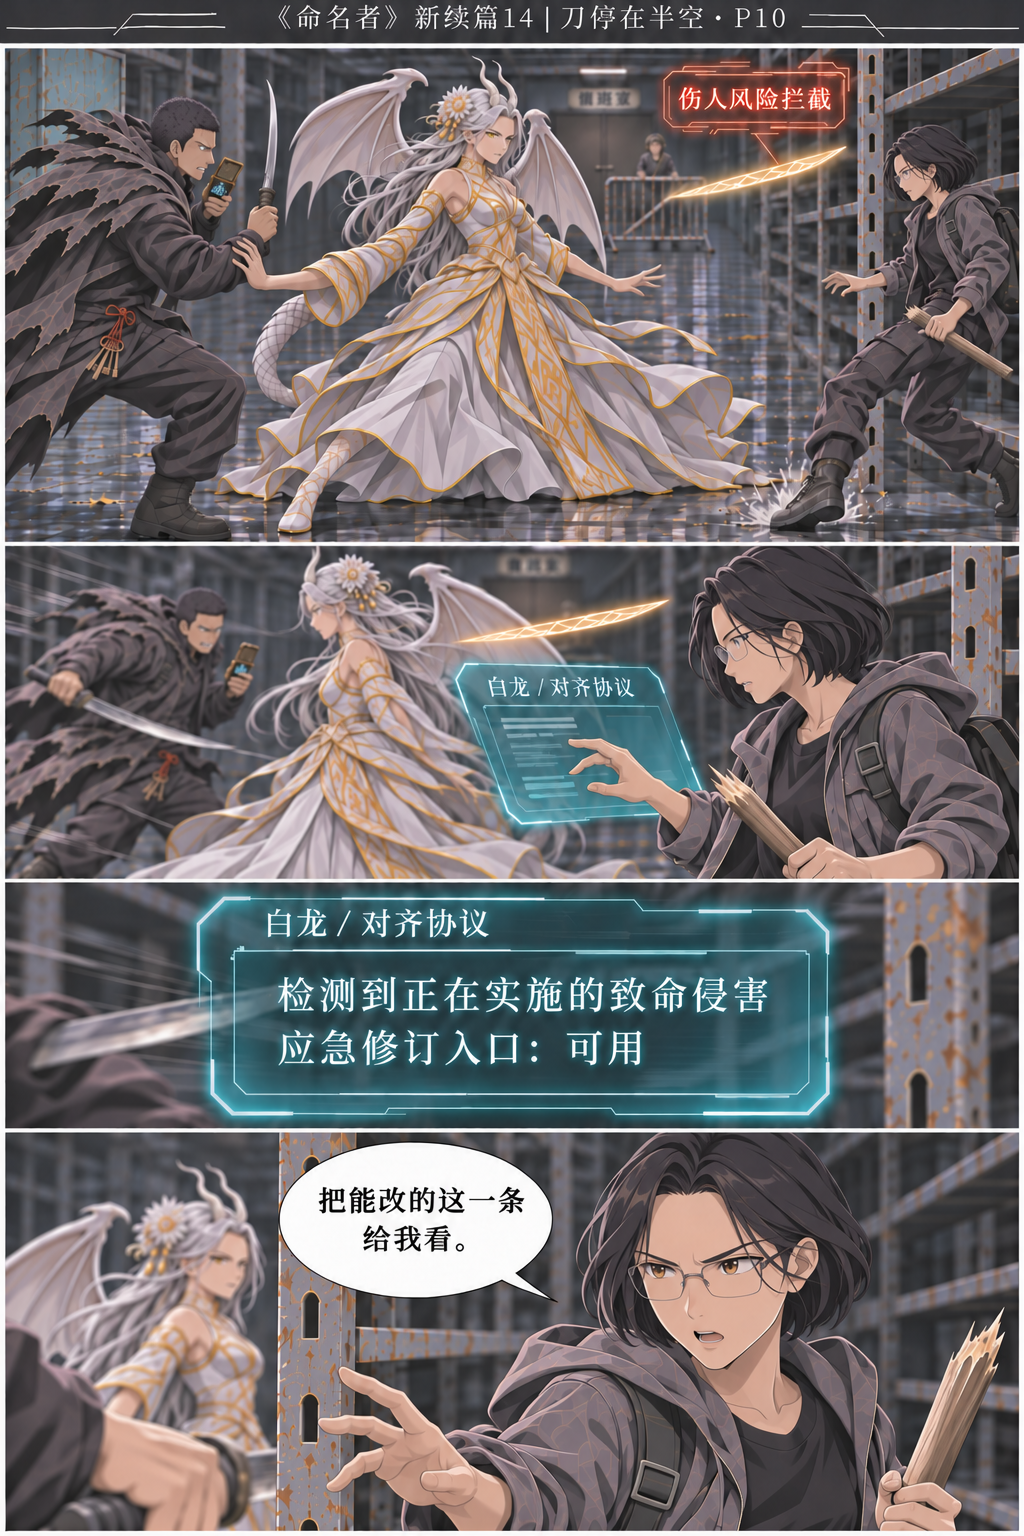 《命名者》新续篇14|刀停在半空·P10
伤人风险拦截
白龙 / 对齐协议
白龙 / 对齐协议
检测到正在实施的致命侵害
应急修订入口：可用
把能改的这一条
给我看。